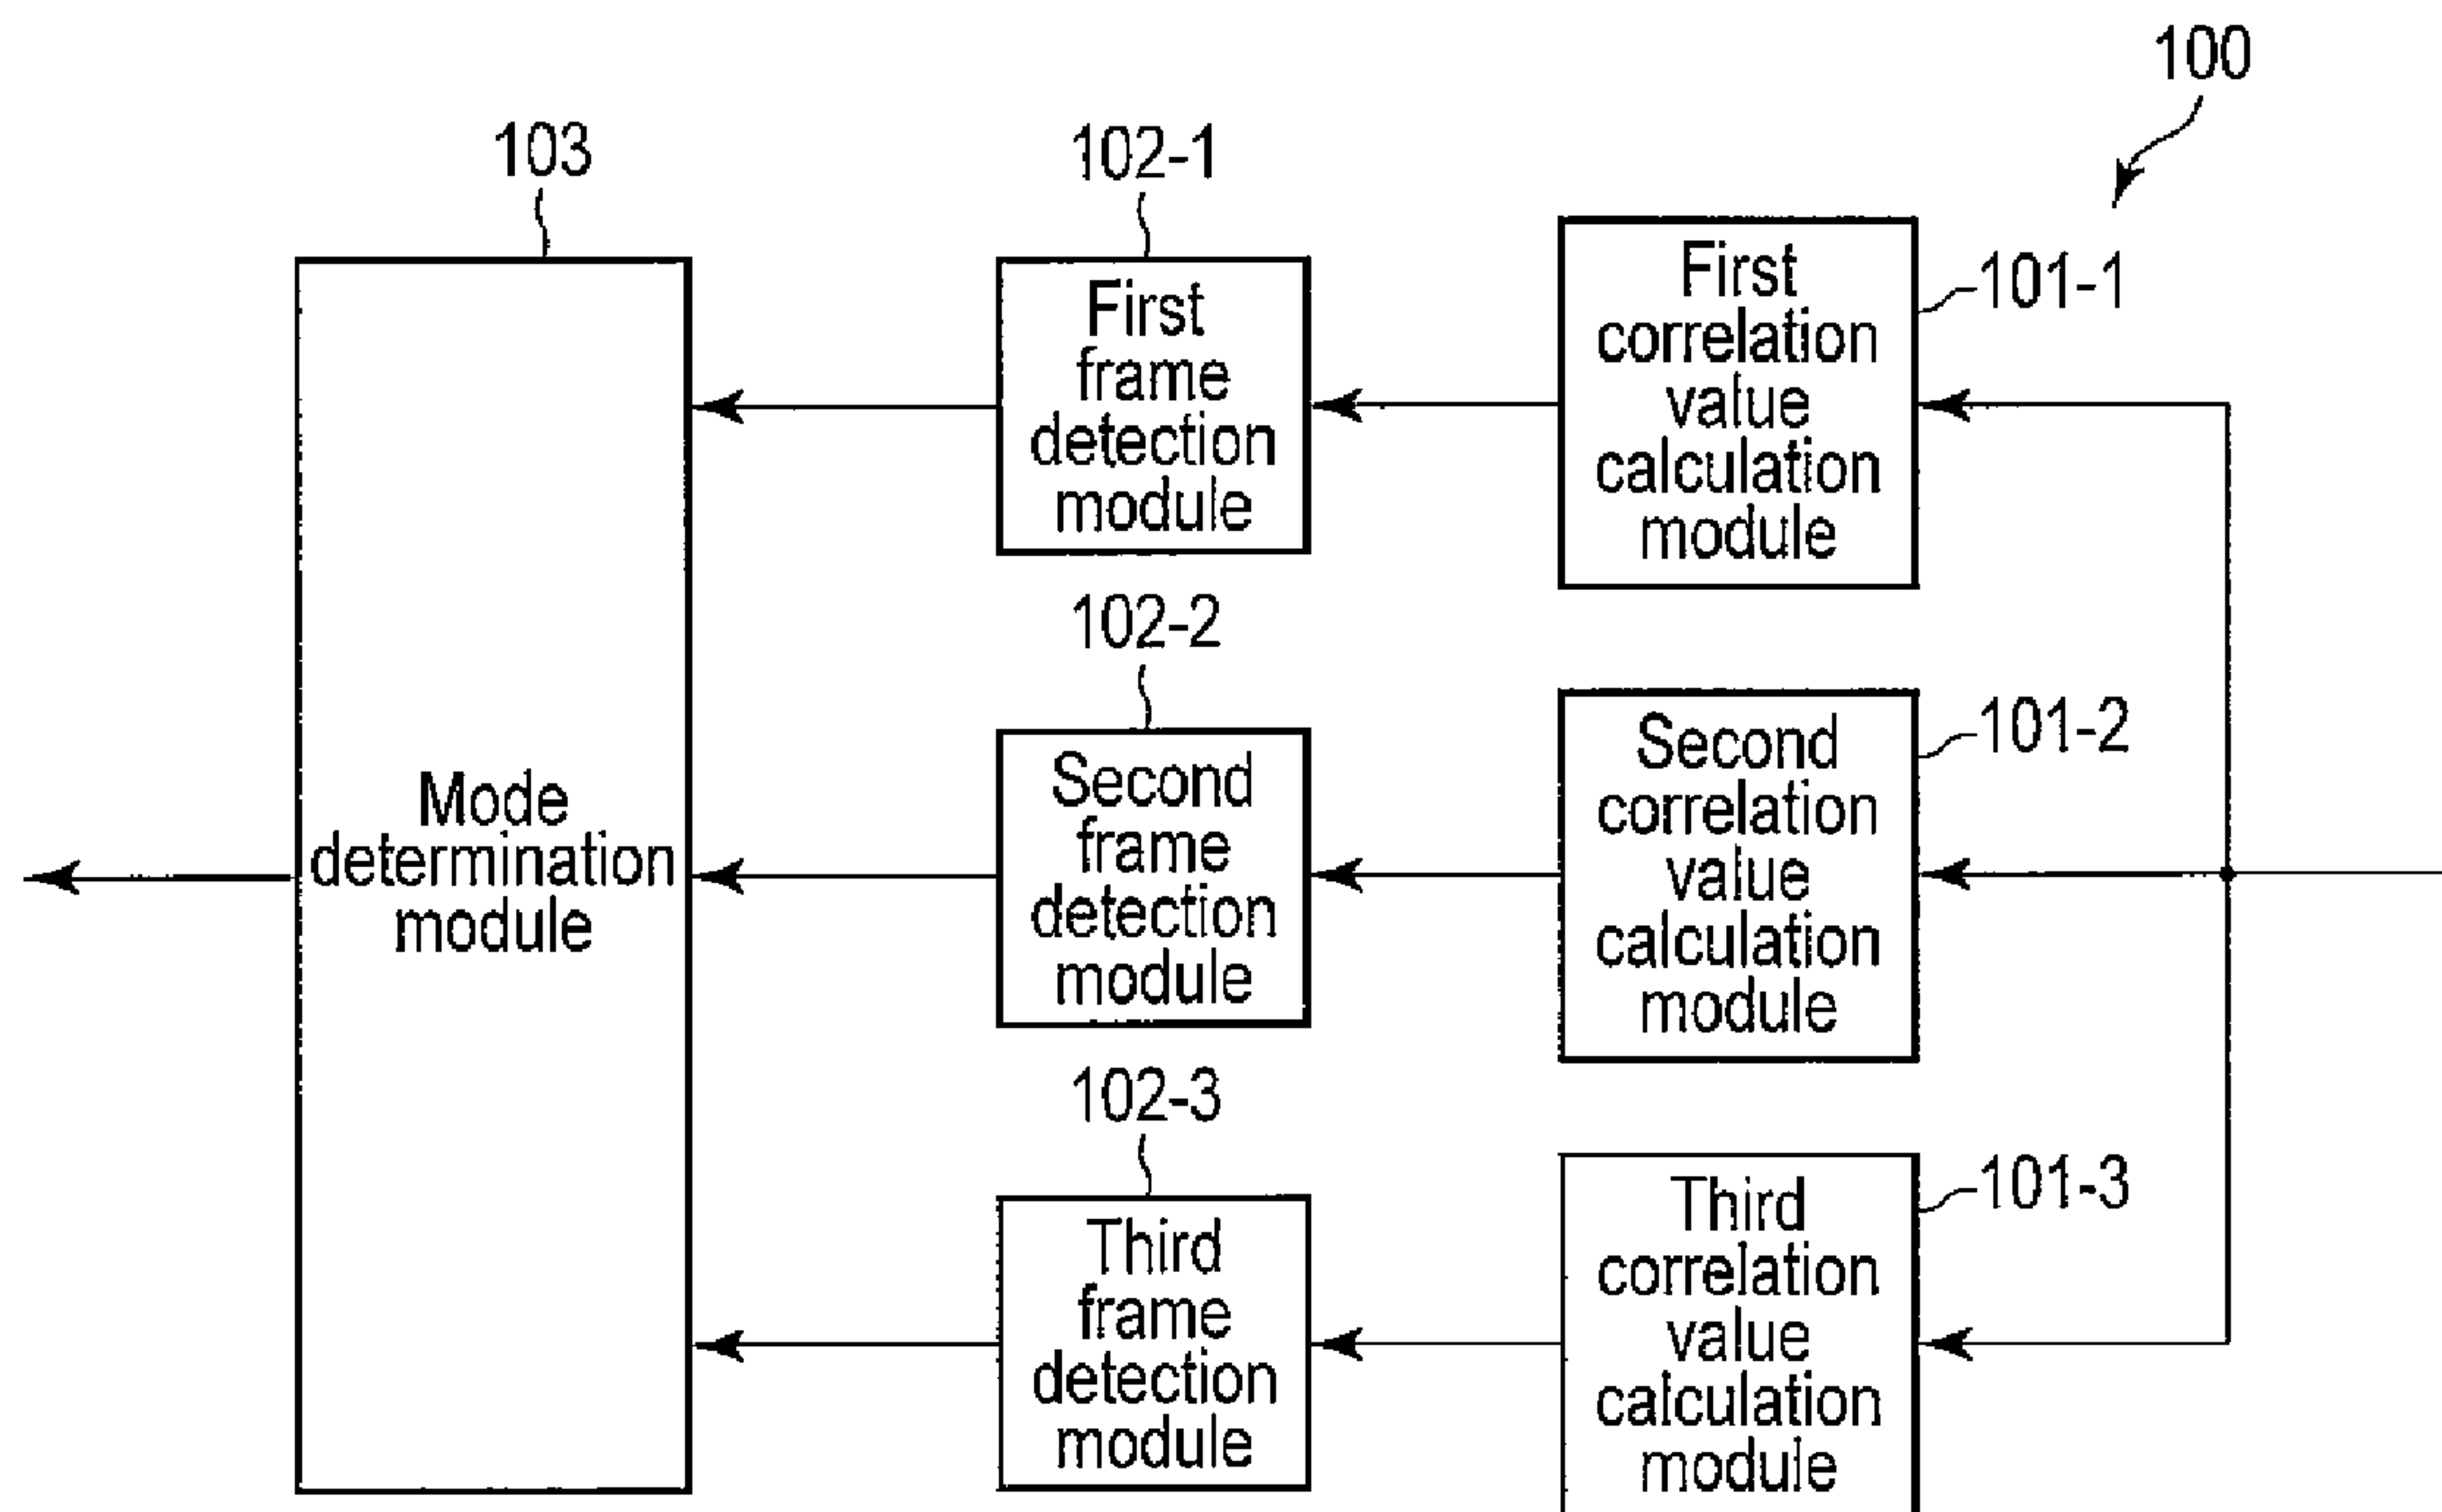 100
103
102-1
First
frame
detection
module
First
correlation
value
calculation
module
101-1
102-2
Mode
determination
module
Second
frame
detection
module
Second
correlation
value
calculation
module
101-2
102-3
Third
frame
detection
module
Third
correlation
value
calculation
module
101-3